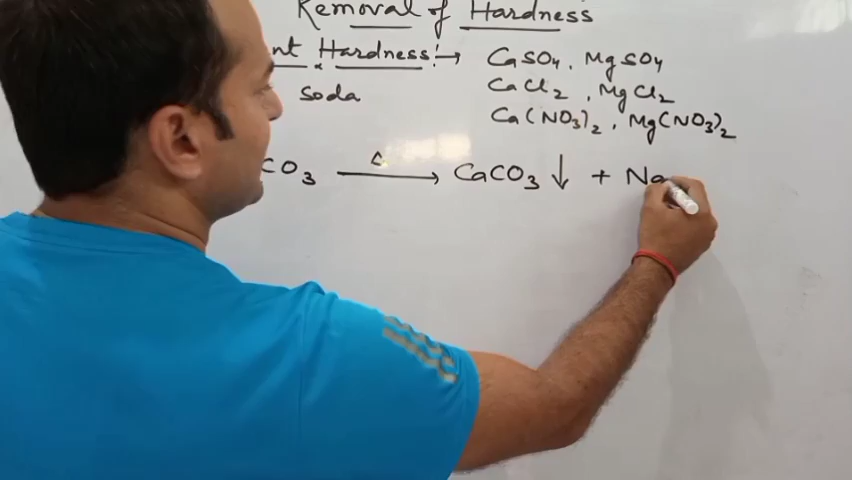 Removal of Hardness
nt Hardness:→ CaSO4, MgSO4
soda CaCl2, MgCl2
Ca(NO3)2, Mg(NO3)2
CO3 Δ→ CaCO3↓ + Na